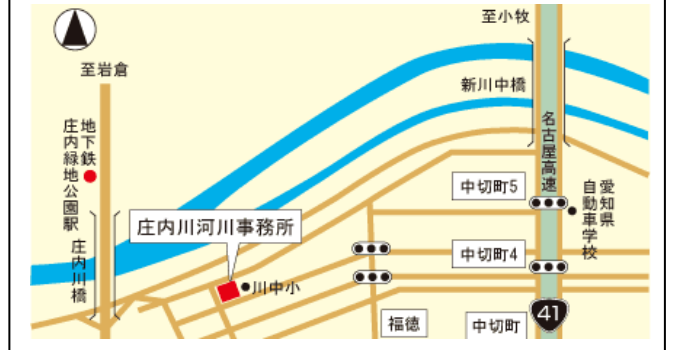 至小牧
至岩倉
新川中橋
地下鉄
庄内緑地公園駅
名古屋高速
中切町5
愛知県
自動車学校
庄内川河川事務所
庄内川橋
中切町4
川中小
41
福徳
中切町